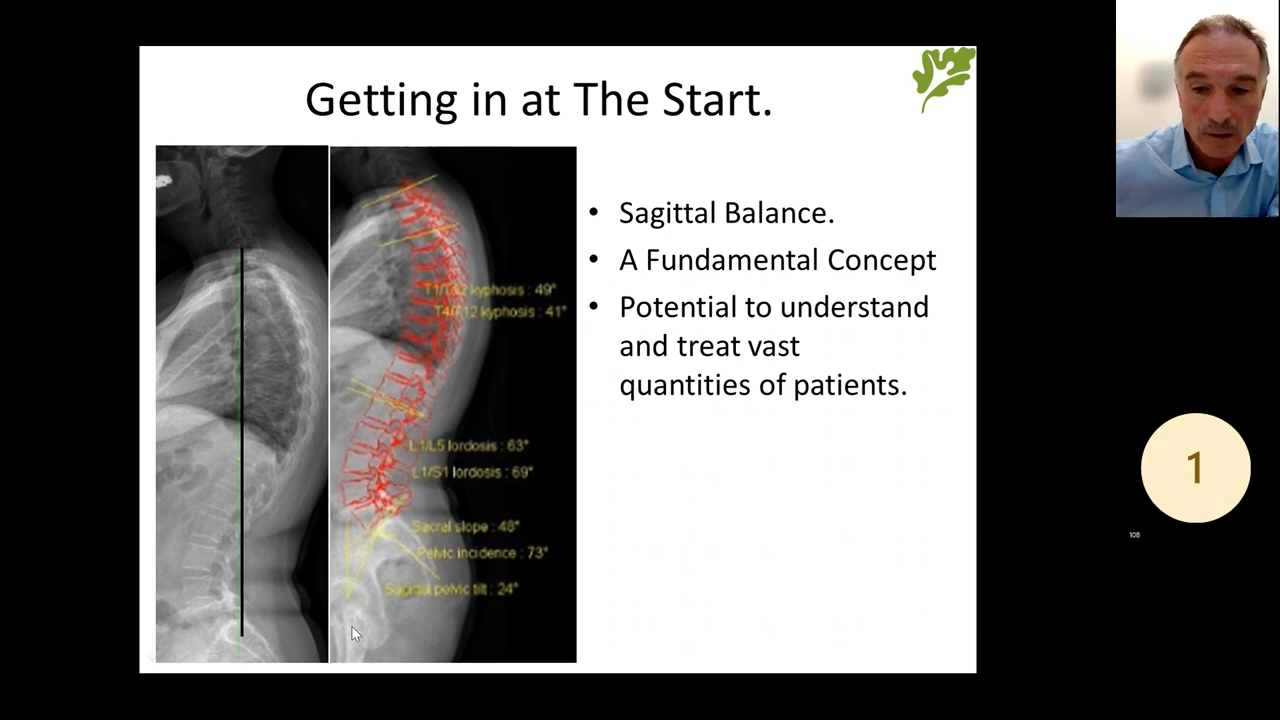 Getting in at The Start.
• Sagittal Balance.
• A Fundamental Concept
• Potential to understand
and treat vast
quantities of patients.
T1/T12 kyphosis : 49°
T4/T12 kyphosis : 41°
L1/L5 lordosis : 63°
L1/S1 lordosis : 69°
Sacral slope : 48°
Pelvic incidence : 73°
Sagittal pelvic tilt : 24°
1
108